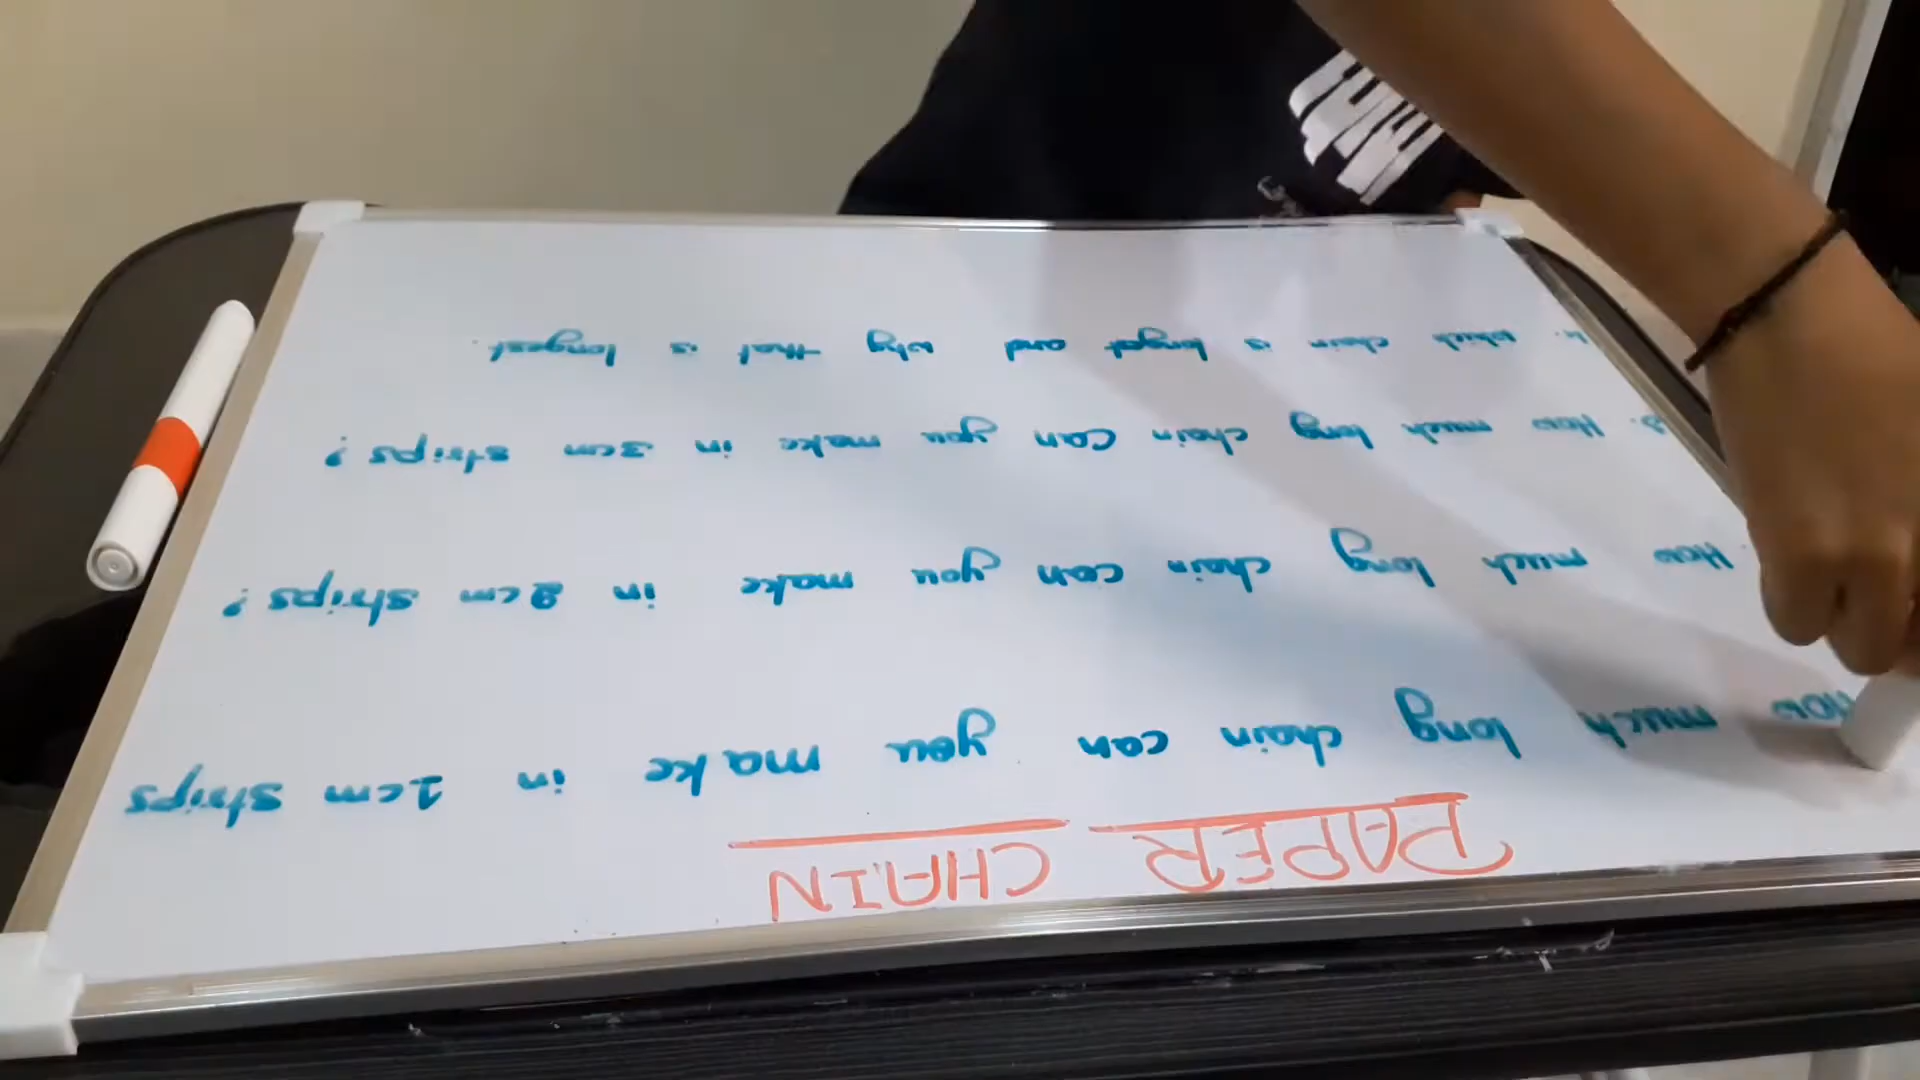 PAPER CHAIN
How much long chain can you make in 1cm strips
How much long chain can you make in 2cm strips?
3. How much long chain can you make in 3cm strips?
4. which chain is longest and why that is longest.